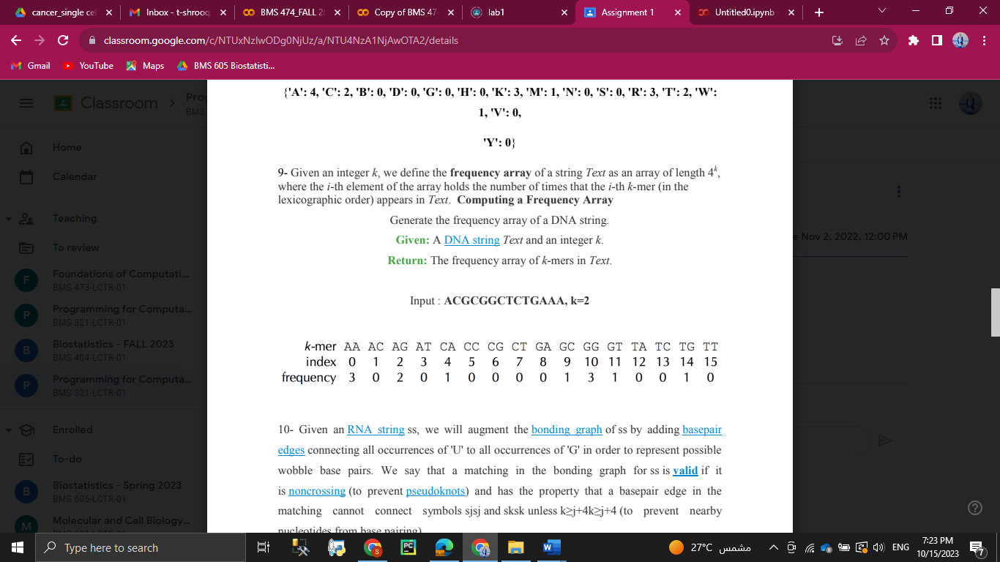 cancer_single cel
Inbox - t-shrooq
BMS 474_FALL 2
Copy of BMS 47
lab1
Assignment 1
Untitled0.ipynb
classroom.google.com/c/NTUxNzIwODg0NjUz/a/NTU4NzA1NjAwOTA2/details
Gmail
YouTube
Maps
BMS 605 Biostatisti...
Classroom
Pro
BMS
Home
Calendar
Teaching
To review
F
Foundations of Computati...
BMS 473-LCTR-01
P
Programming for Computa...
BMS 321-LCTR-01
B
Biostatistics - FALL 2023
BMS 404-LCTR-01
P
Programming for Computa...
BMS 321-LCTR-01
Enrolled
To-do
B
Biostatistics - Spring 2023
BMS 605-LCTR-01
M
Molecular and Cell Biology...
{'A': 4, 'C': 2, 'B': 0, 'D': 0, 'G': 0, 'H': 0, 'K': 3, 'M': 1, 'N': 0, 'S': 0, 'R': 3, 'T': 2, 'W':
1, 'V': 0,
'Y': 0}
9- Given an integer k, we define the frequency array of a string Text as an array of length 4k,
where the i-th element of the array holds the number of times that the i-th k-mer (in the
lexicographic order) appears in Text. Computing a Frequency Array
Generate the frequency array of a DNA string.
Given: A DNA string Text and an integer k.
Return: The frequency array of k-mers in Text.
Input : ACGCGGCTCTGAAA, k=2
k-mer AA AC AG AT CA CC CG CT GA GC GG GT TA TC TG TT
index 0 1 2 3 4 5 6 7 8 9 10 11 12 13 14 15
frequency 3 0 2 0 1 0 0 0 0 1 3 1 0 0 1 0
10- Given an RNA string ss, we will augment the bonding graph of ss by adding basepair
edges connecting all occurrences of 'U' to all occurrences of 'G' in order to represent possible
wobble base pairs. We say that a matching in the bonding graph for ss is valid if it
is noncrossing (to prevent pseudoknots) and has the property that a basepair edge in the
matching cannot connect symbols sjsj and sksk unless k≥j+4k≥j+4 (to prevent nearby
nucleotides from base pairing)
e Nov 2, 2022, 12:00 PM
Type here to search
27°C مشمس
ENG
7:23 PM
10/15/2023
7